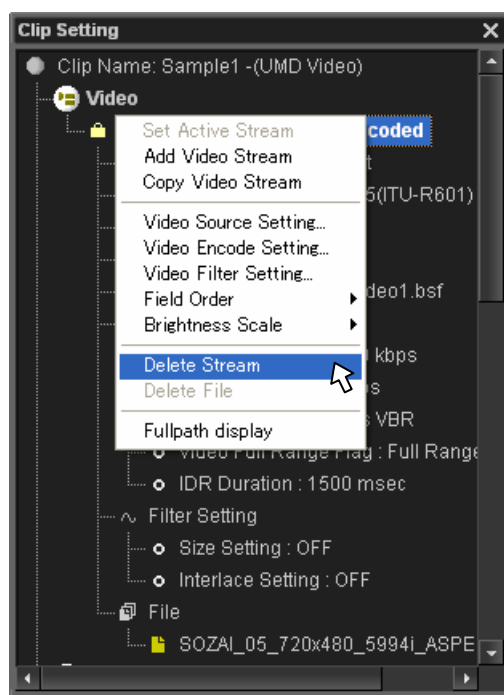 Clip Setting
Clip Name: Sample1 -(UMD Video)
Video
coded
Set Active Stream
Add Video Stream
t
Copy Video Stream
5(ITU-R601)
Video Source Setting...
Video Encode Setting...
Video Filter Setting...
Field Order
deo1.bsf
Brightness Scale
kbps
Delete Stream
Delete File
s
VBR
Fullpath display
Video Full Range Flag : Full Range
IDR Duration : 1500 msec
Filter Setting
Size Setting : OFF
Interlace Setting : OFF
File
SOZAI_05_720x480_5994i_ASPE